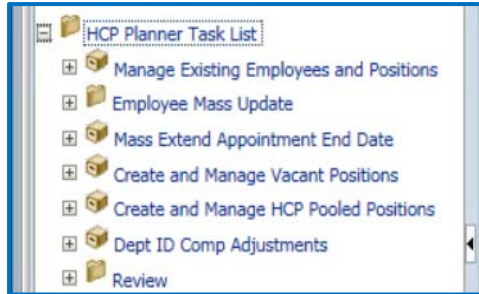 HCP Planner Task List
Manage Existing Employees and Positions
Employee Mass Update
Mass Extend Appointment End Date
Create and Manage Vacant Positions
Create and Manage HCP Pooled Positions
Dept ID Comp Adjustments
Review